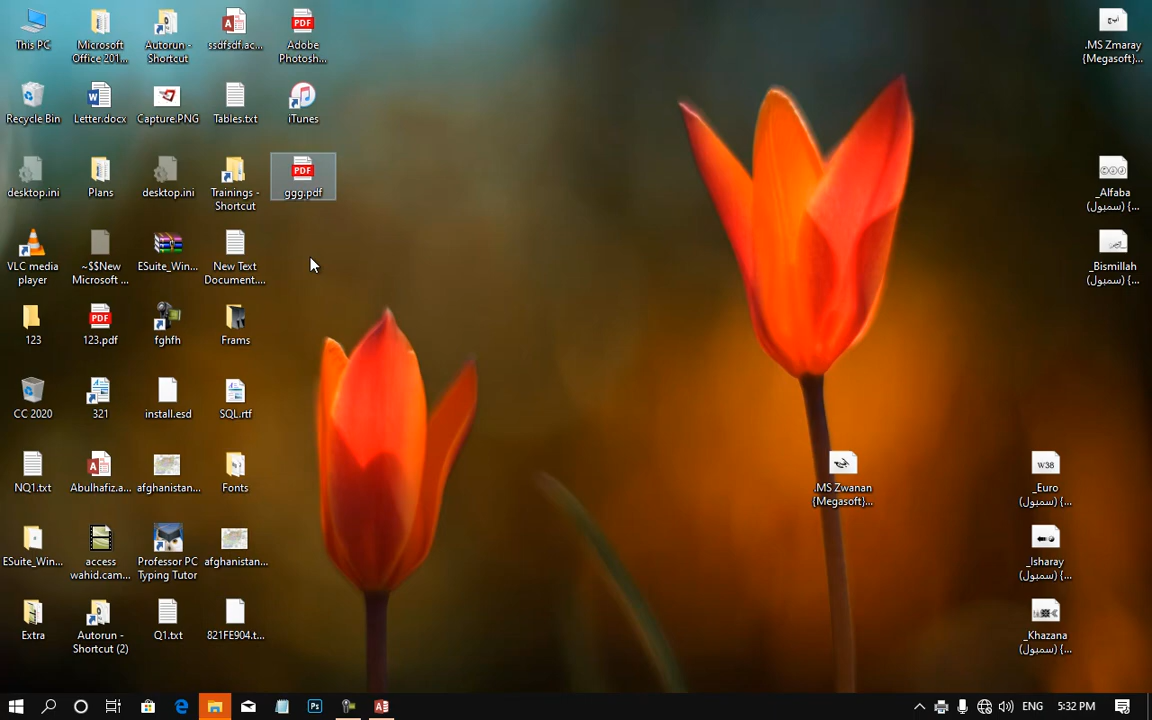 This PC
Microsoft
Office 201...
Autorun -
Shortcut
ssdfsdf.ac...
Adobe
Photosh...
Recycle Bin
Letter.docx
Capture.PNG
Tables.txt
iTunes
desktop.ini
Plans
desktop.ini
Trainings -
Shortcut
ggg.pdf
VLC media
player
~$$New
Microsoft ...
ESuite_Win...
New Text
Document....
123
123.pdf
fghfh
Frams
CC 2020
321
install.esd
SQL.rtf
NQ1.txt
Abulhafiz.a...
afghanistan...
Fonts
ESuite_Win...
access
wahid.cam...
Professor PC
Typing Tutor
afghanistan...
Extra
Autorun -
Shortcut (2)
Q1.txt
821FE904.t...
.MS Zmaray
{Megasoft}...
_Alfaba
{ (سمبول)...
_Bismillah
{ (سمبول)...
.MS Zwanan
{Megasoft}...
W38
_Euro
{ (سمبول)...
_Isharay
{ (سمبول)...
_Khazana
{ (سمبول)...
PDF
PDF
PDF
Ps
ENG
5:32 PM